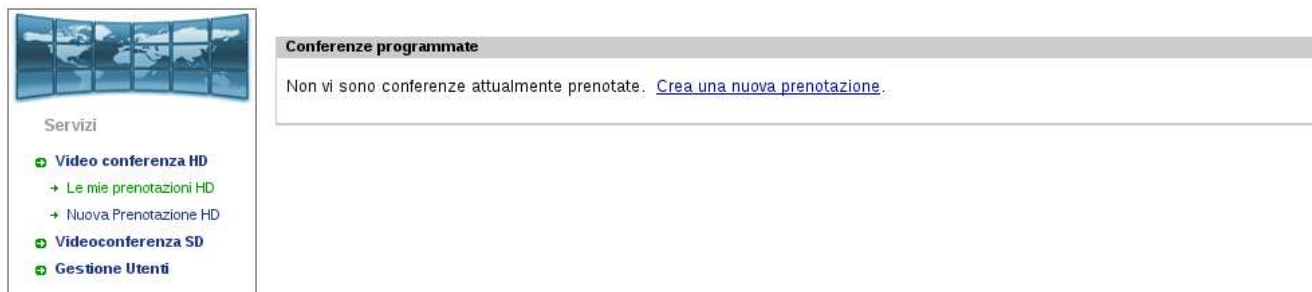 Servizi
Video conferenza HD
Le mie prenotazioni HD
Nuova Prenotazione HD
Videoconferenza SD
Gestione Utenti
Conferenze programmate
Non vi sono conferenze attualmente prenotate. Crea una nuova prenotazione.